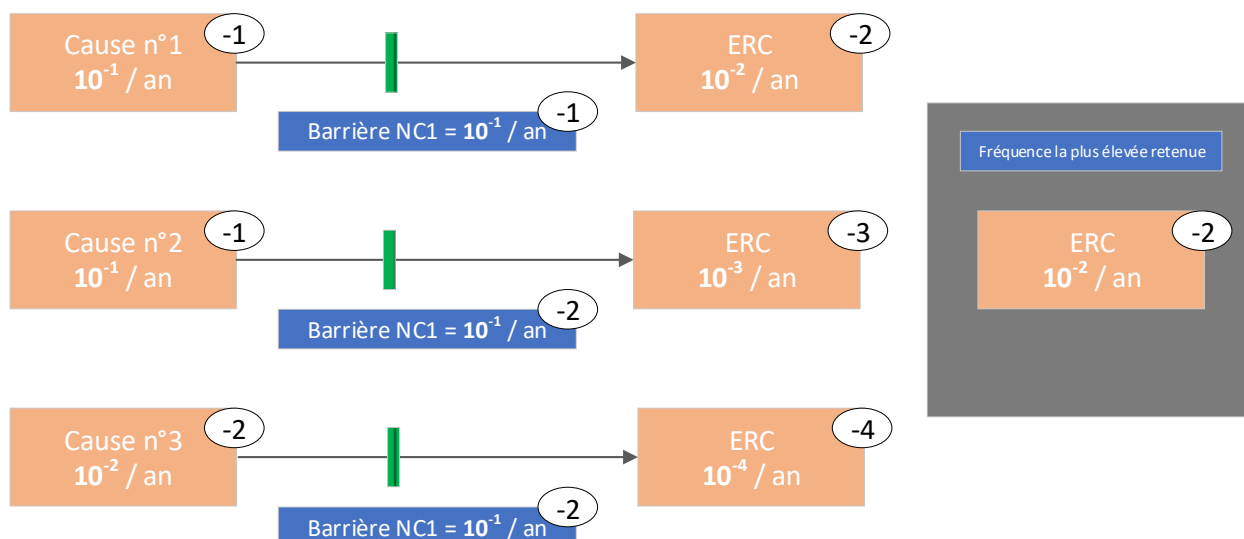 Cause n°1
10⁻¹ / an
-1
ERC
10⁻² / an
-2
Barrière NC1 = 10⁻¹ / an
-1
Fréquence la plus élevée retenue
ERC
10⁻² / an
-2
Cause n°2
10⁻¹ / an
-1
ERC
10⁻³ / an
-3
Barrière NC1 = 10⁻¹ / an
-2
Cause n°3
10⁻² / an
-2
ERC
10⁻⁴ / an
-4
Barrière NC1 = 10⁻¹ / an
-2